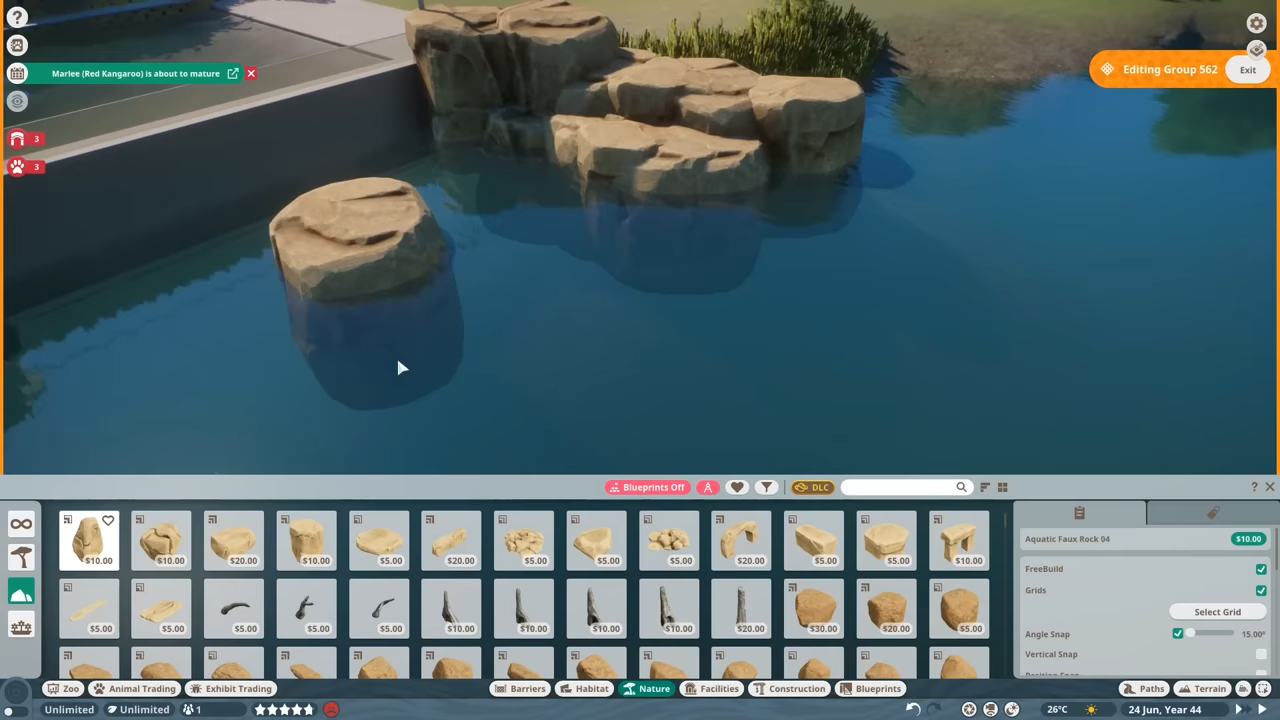 ?
Marlee (Red Kangaroo) is about to mature
3
3
Editing Group 562
Exit
Blueprints Off
DLC
?
$10.00 $10.00 $20.00 $10.00 $5.00 $20.00 $5.00 $5.00 $5.00 $20.00 $5.00 $5.00 $10.00
$5.00 $5.00 $5.00 $5.00 $5.00 $10.00 $10.00 $10.00 $10.00 $20.00 $30.00 $20.00 $5.00
Aquatic Faux Rock 04 $10.00
FreeBuild
Grids
Select Grid
Angle Snap 15.00°
Vertical Snap
Zoo Animal Trading Exhibit Trading Barriers Habitat Nature Facilities Construction Blueprints Paths Terrain
Unlimited Unlimited 1 26°C 24 Jun, Year 44